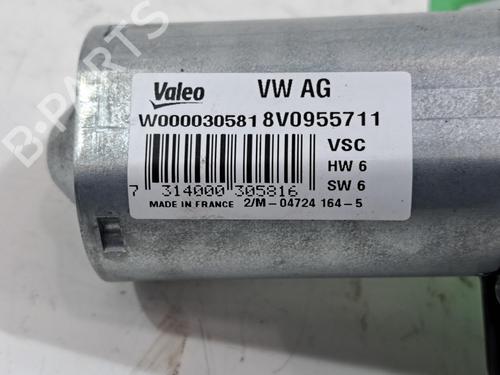 B-PARTS
Valeo VW AG
W000030581 8V0955711
VSC
HW 6
SW 6
7 314000 305816
MADE IN FRANCE 2/M-04724 164-5